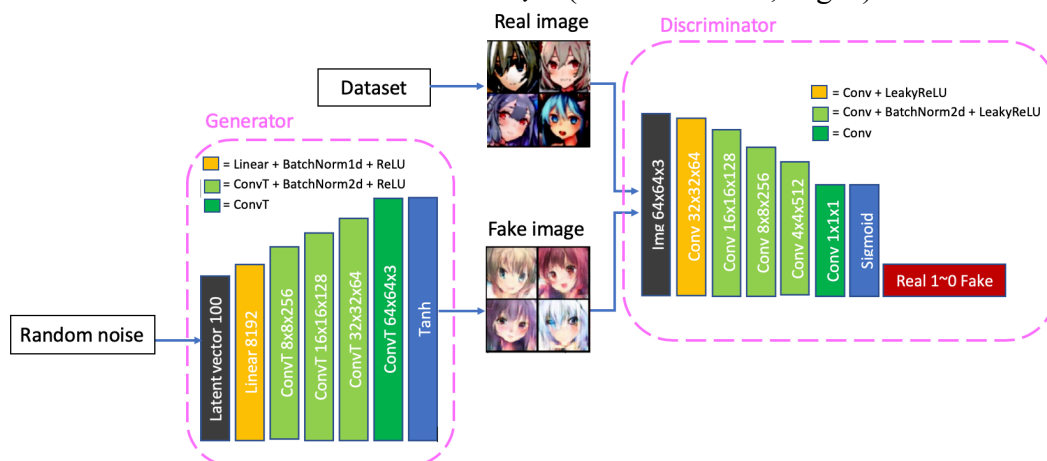 Real image
Discriminator
Dataset
= Conv + LeakyReLU
= Conv + BatchNorm2d + LeakyReLU
= Conv
Generator
= Linear + BatchNorm1d + ReLU
= ConvT + BatchNorm2d + ReLU
= ConvT
Img 64x64x3
Conv 32x32x64
Conv 16x16x128
Conv 8x8x256
Conv 4x4x512
Conv 1x1x1
Sigmoid
Real 1~0 Fake
Fake image
Random noise
Latent vector 100
Linear 8192
ConvT 8x8x256
ConvT 16x16x128
ConvT 32x32x64
ConvT 64x64x3
Tanh